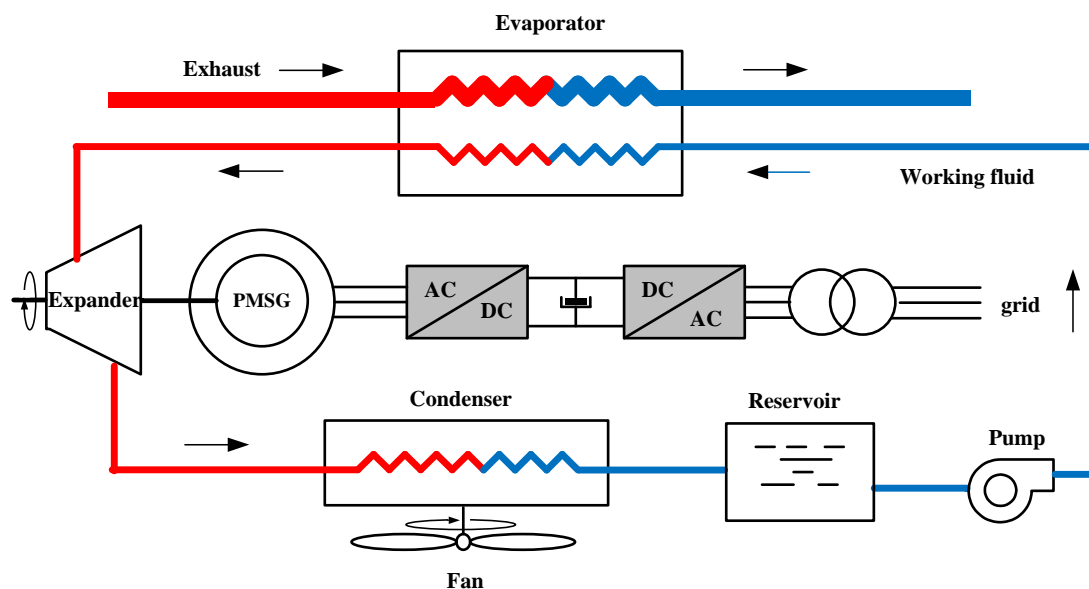 Evaporator
Exhaust
Working fluid
Expander
PMSG
AC
DC
DC
AC
grid
Condenser
Reservoir
Pump
Fan